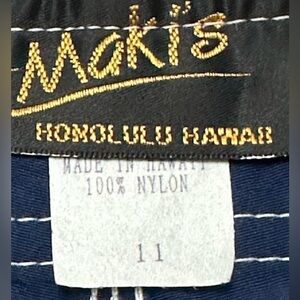 Maki's
HONOLULU HAWAII
MADE IN HAWAII
100% NYLON
11